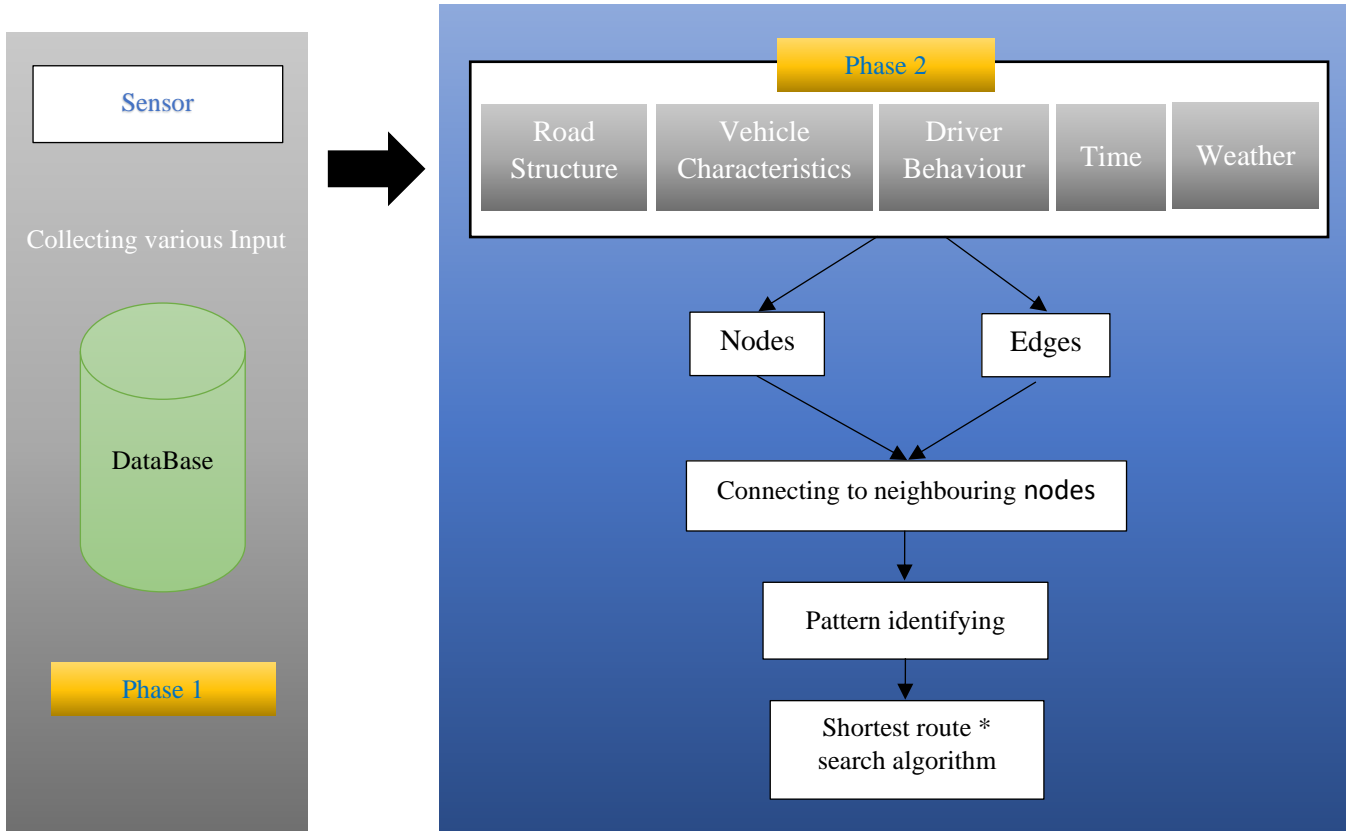 Sensor
Collecting various Input
DataBase
Phase 1
Phase 2
Road
Structure
Vehicle
Characteristics
Driver
Behaviour
Time
Weather
Nodes
Edges
Connecting to neighbouring nodes
Pattern identifying
Shortest route *
search algorithm